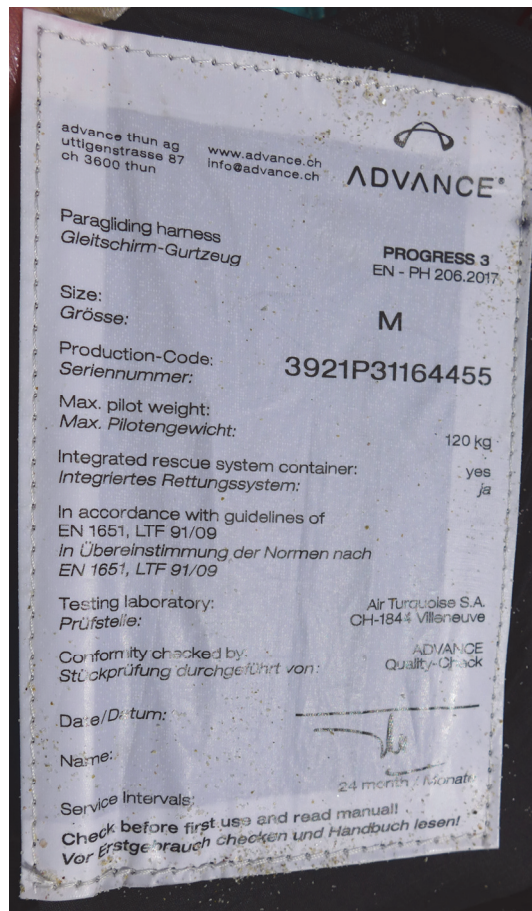 advance thun ag
uttigenstrasse 87
ch 3600 thun
www.advance.ch
info@advance.ch
ADVANCE
Paragliding harness
Gleitschirm-Gurtzeug
PROGRESS 3
EN - PH 206.2017
Size:
Grösse:
M
Production-Code:
Seriennummer:
3921P31164455
Max. pilot weight:
Max. Pilotengewicht:
120 kg
Integrated rescue system container:
Integriertes Rettungssystem:
yes
ja
In accordance with guidelines of
EN 1651, LTF 91/09
In Übereinstimmung der Normen nach
EN 1651, LTF 91/09
Testing laboratory:
Prüfstelle:
Air Turquoise S.A.
CH-1844 Villeneuve
Conformity checked by:
Stückprüfung durchgeführt von:
ADVANCE
Quality-Check
Date/Datum:
Name:
Service Intervals:
24 month / Monate
Check before first use and read manual!
Vor Erstgebrauch checken und Handbuch lesen!